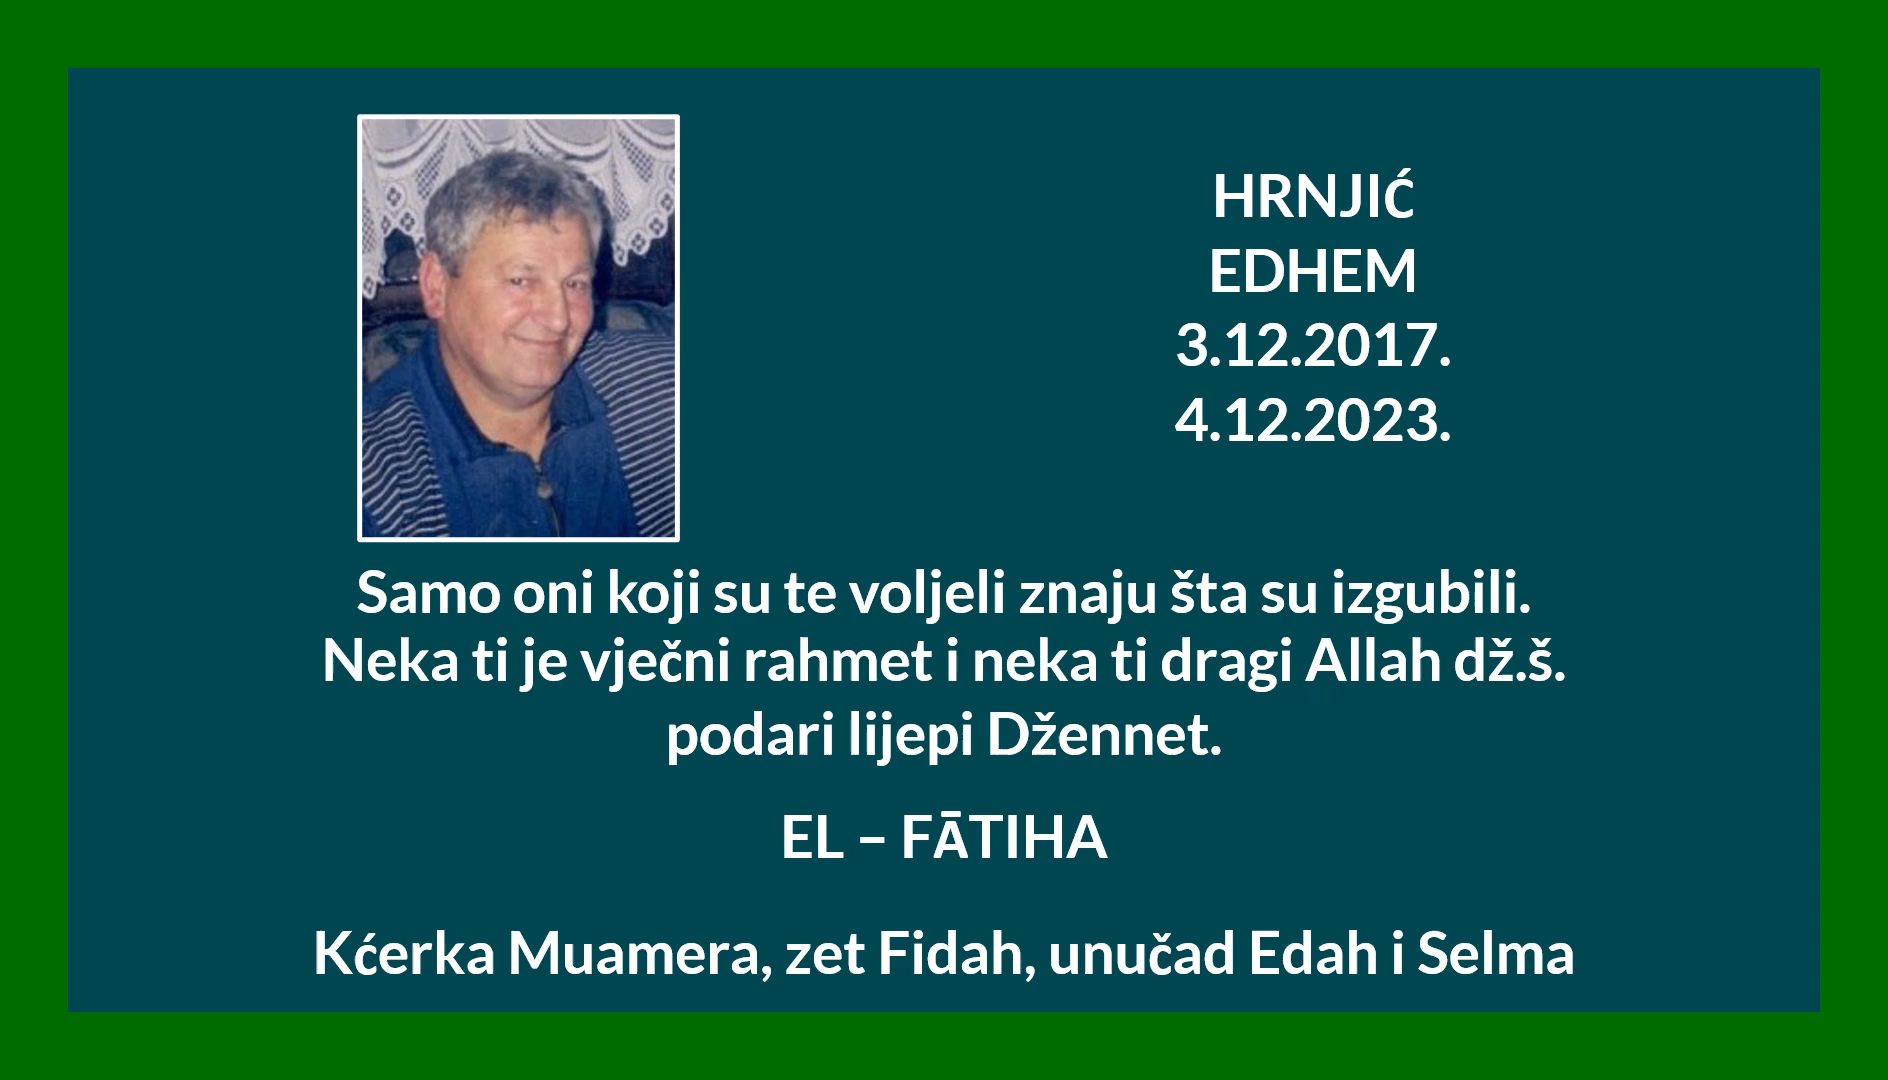 HRNJIĆ
EDHEM
3.12.2017.
4.12.2023.
Samo oni koji su te voljeli znaju šta su izgubili.
Neka ti je vječni rahmet i neka ti dragi Allah dž.š.
podari lijepi Džennet.
EL – FĀTIHA
Kćerka Muamera, zet Fidah, unučad Edah i Selma